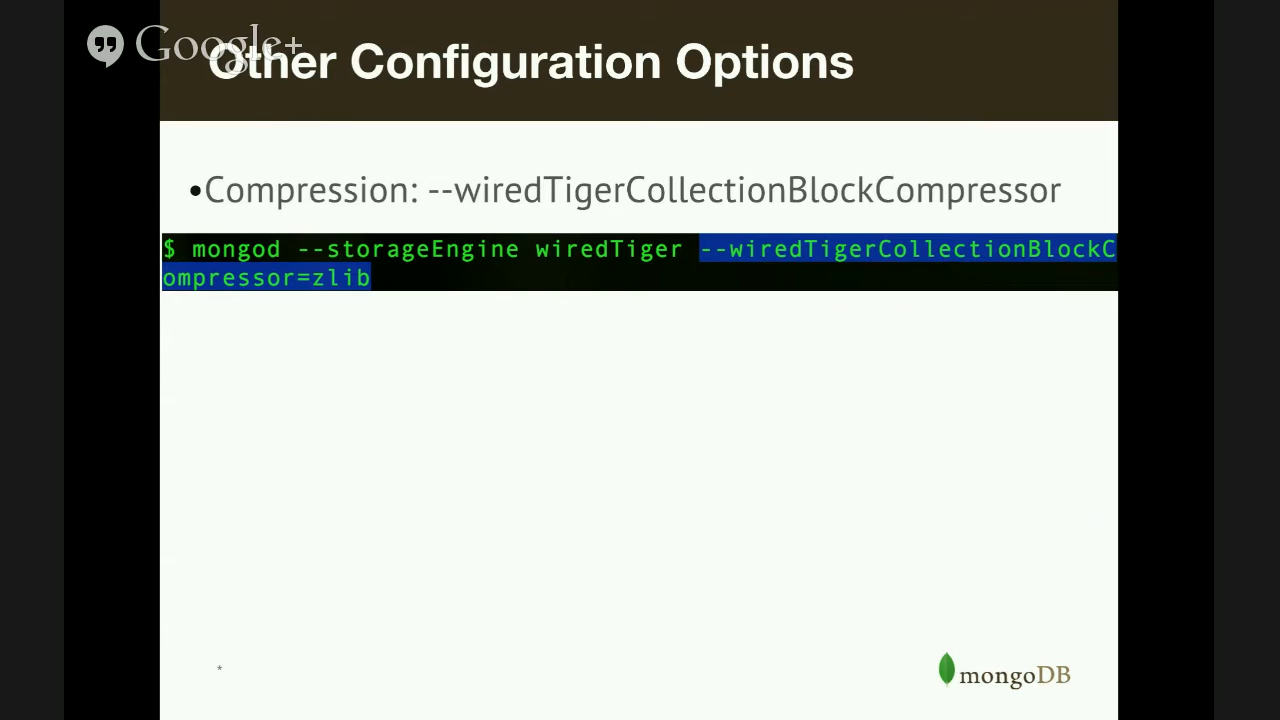 Google+
Other Configuration Options
•Compression: --wiredTigerCollectionBlockCompressor
$ mongod --storageEngine wiredTiger --wiredTigerCollectionBlockC
ompressor=zlib
*
mongoDB